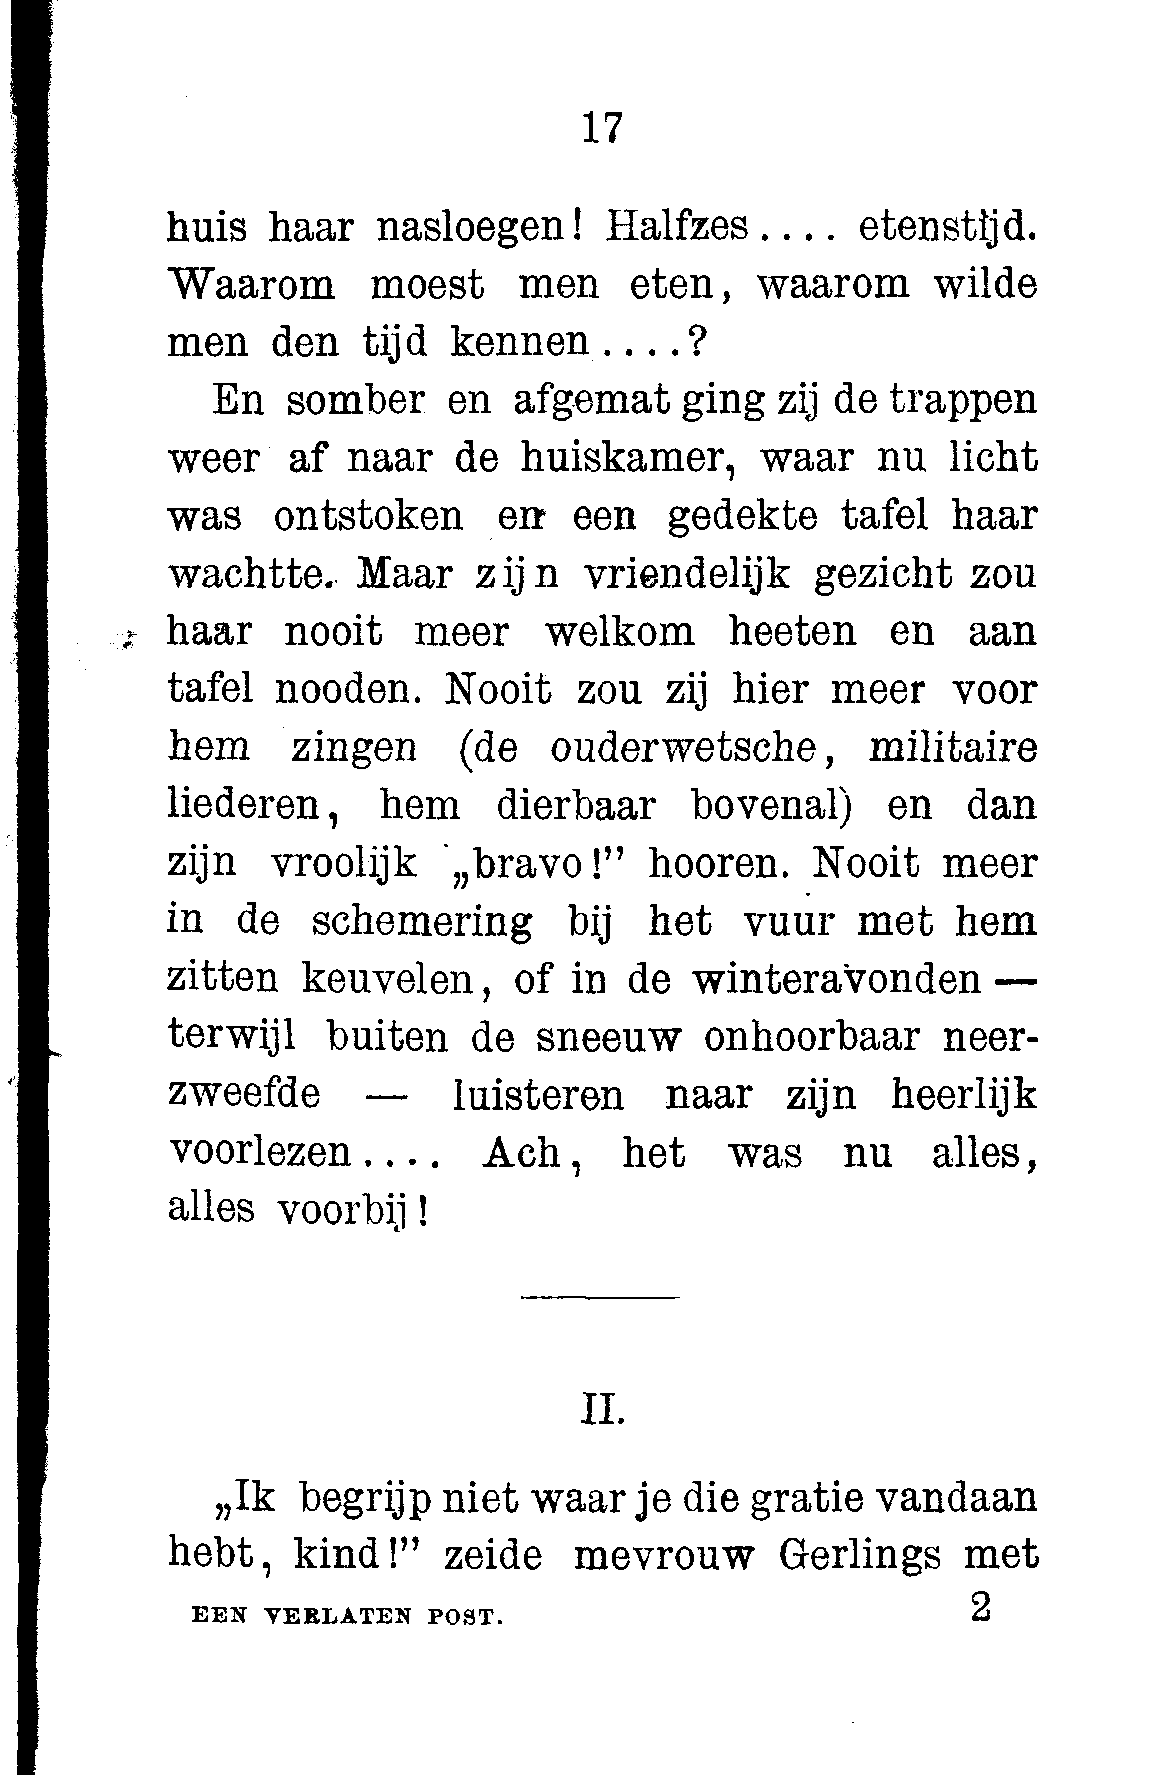 17
huis haar nasloegen! Halfzes.... etenstijd.
Waarom moest men eten, waarom wilde
men den tijd kennen....?
En somber en afgemat ging zij de trappen
weer af naar de huiskamer, waar nu licht
was ontstoken en een gedekte tafel haar
wachtte. Maar zijn vriendelijk gezicht zou
haar nooit meer welkom heeten en aan
tafel nooden. Nooit zou zij hier meer voor
hem zingen (de ouderwetsche, militaire
liederen, hem dierbaar bovenal) en dan
zijn vroolijk „bravo!” hooren. Nooit meer
in de schemering bij het vuur met hem
zitten keuvelen, of in de winteravonden —
terwijl buiten de sneeuw onhoorbaar neer-
zweefde — luisteren naar zijn heerlijk
voorlezen.... Ach, het was nu alles,
alles voorbij!
II.
„Ik begrijp niet waar je die gratie vandaan
hebt, kind!” zeide mevrouw Gerlings met
EEN VERLATEN POST. 2